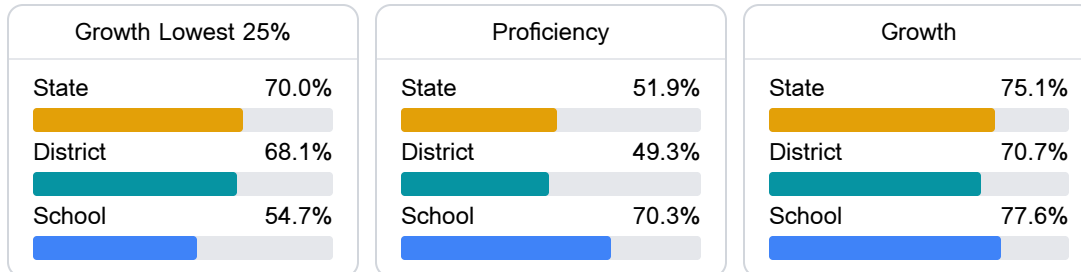 Growth Lowest 25%
State 70.0%
District 68.1%
School 54.7%
Proficiency
State 51.9%
District 49.3%
School 70.3%
Growth
State 75.1%
District 70.7%
School 77.6%